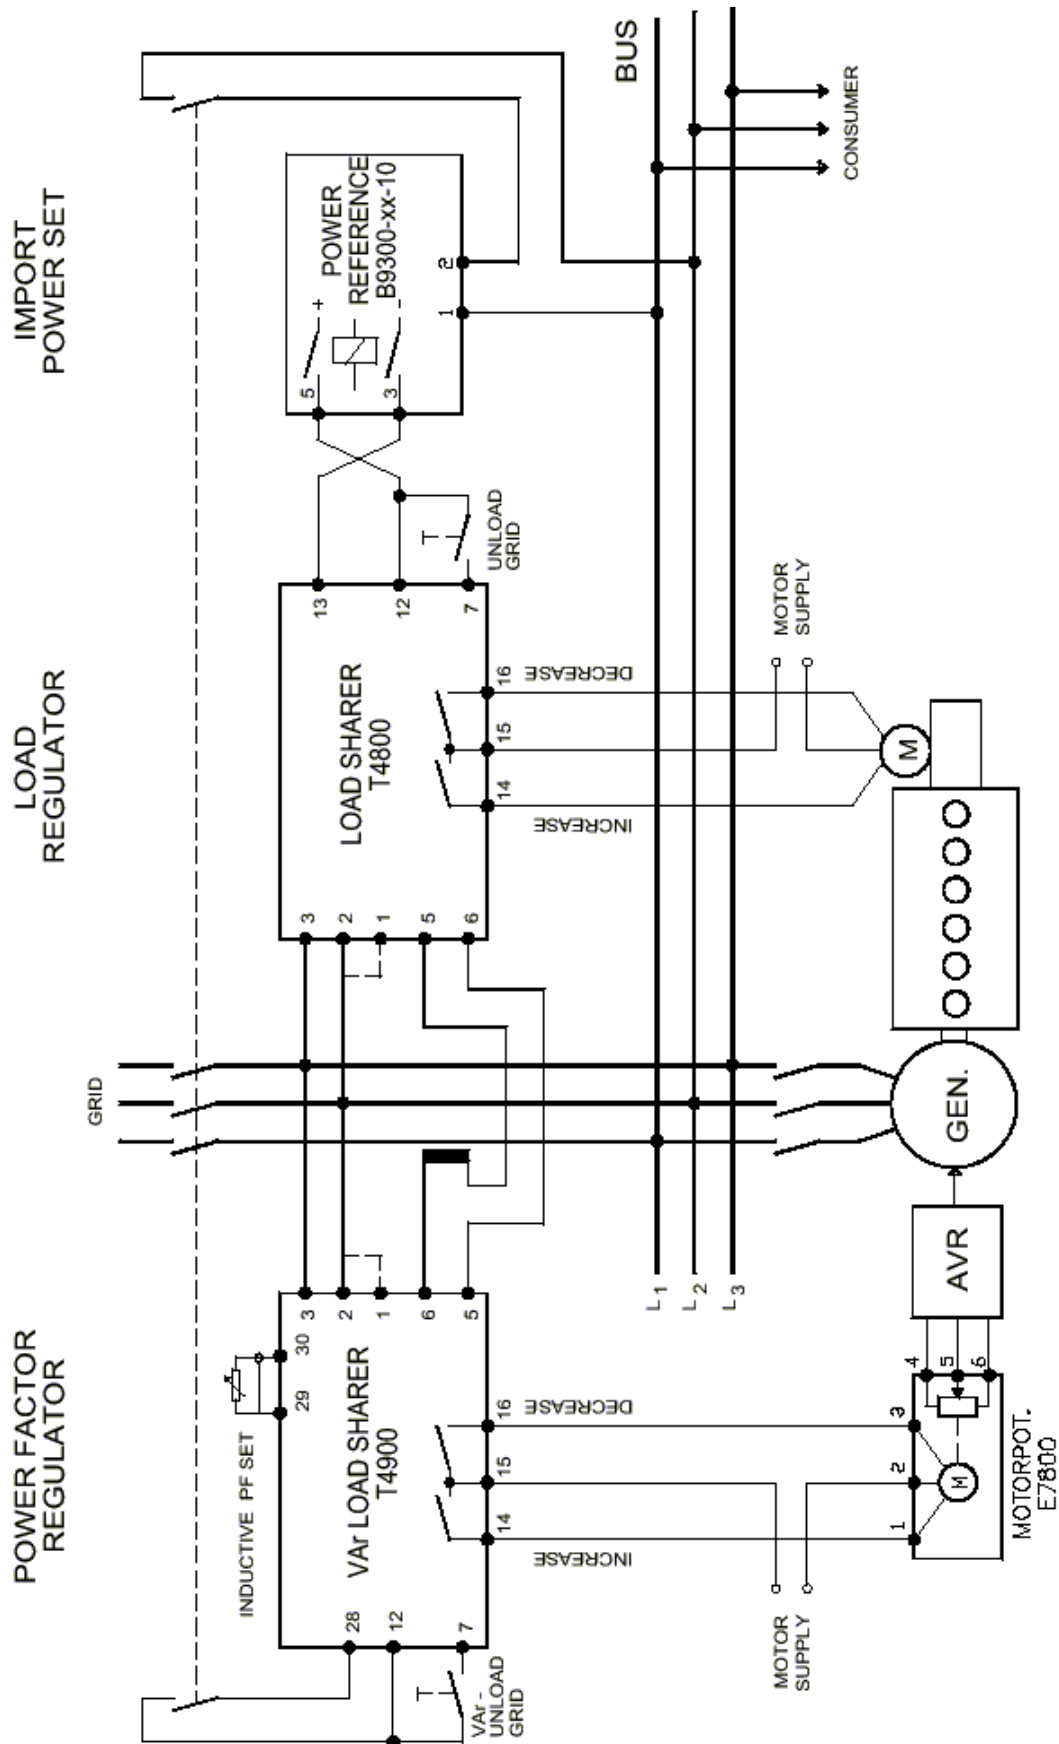 POWER FACTOR
REGULATOR
LOAD
REGULATOR
IMPORT
POWER SET
GRID
INDUCTIVE PF SET
29
30
28
12
7
VAr LOAD SHARER
T4900
3
2
1
6
5
14
15
16
INCREASE
DECREASE
VAr -
UNLOAD
GRID
3
2
1
5
6
LOAD SHARER
T4800
13
12
7
14
15
16
INCREASE
DECREASE
UNLOAD
GRID
5
3
+
-
POWER
REFERENCE
B9300-xx-10
1
2
BUS
L1
L2
L3
CONSUMER
MOTOR
SUPPLY
MOTOR
SUPPLY
1
2
3
M
4
5
6
MOTORPOT.
E7800
AVR
GEN.
M